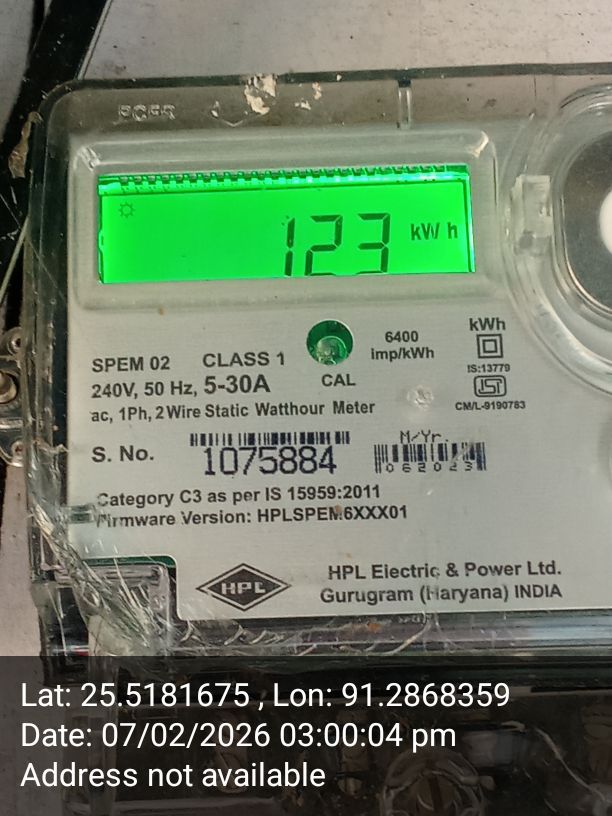 123 kWh
6400
imp/kWh
kWh
SPEM 02 CLASS 1
240V, 50 Hz, 5-30A
CAL
IS:13779
ISI
CM/L-9190783
ac, 1Ph, 2 Wire Static Watthour Meter
S. No.
1075884
M/Yr.
062023
Category C3 as per IS 15959:2011
Firmware Version: HPLSPEM6XXX01
HPL
HPL Electric & Power Ltd.
Gurugram (Haryana) INDIA
Lat: 25.5181675 , Lon: 91.2868359
Date: 07/02/2026 03:00:04 pm
Address not available